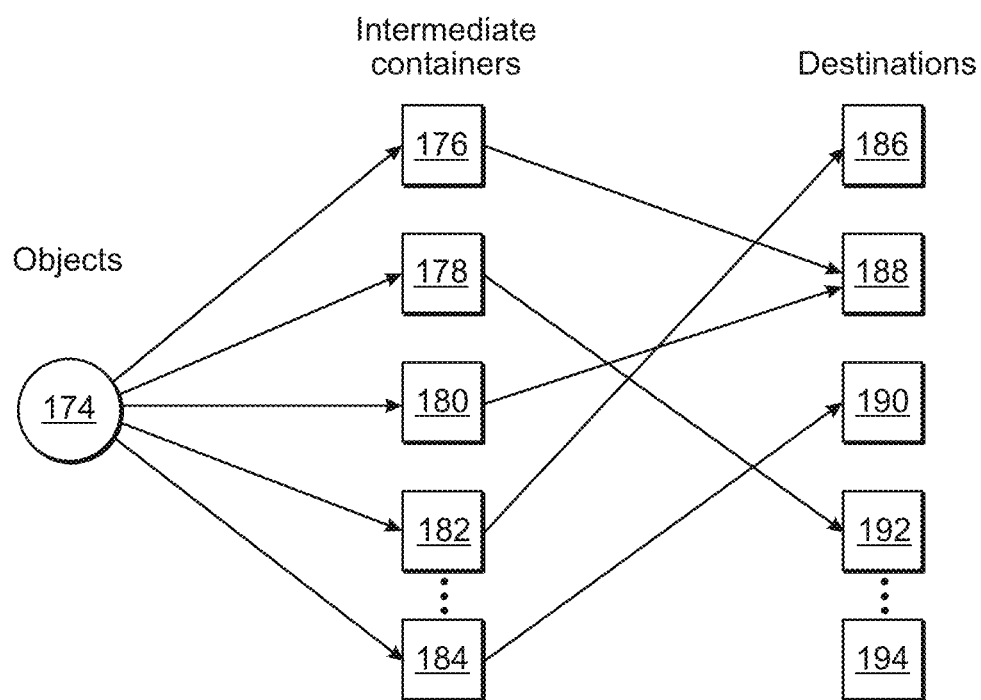 Intermediate
containers
Destinations
Objects
174
176
178
180
182
184
186
188
190
192
194